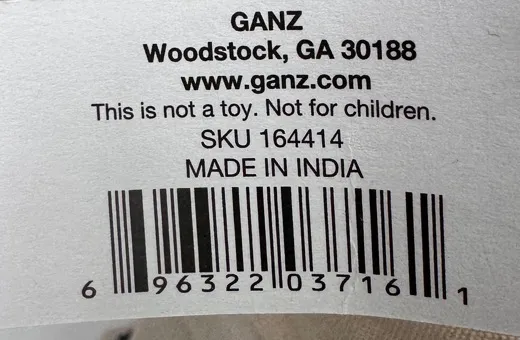 GANZ
Woodstock, GA 30188
www.ganz.com
This is not a toy. Not for children.
SKU 164414
MADE IN INDIA
6 96322 03716 1